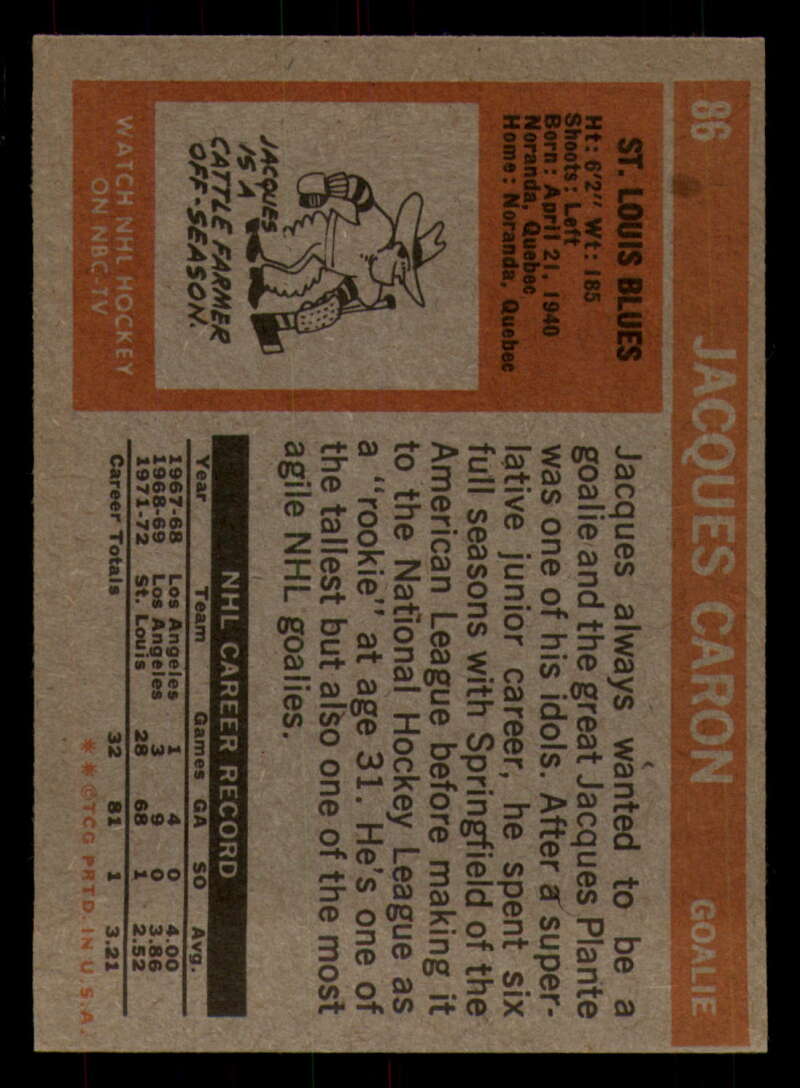 86 JACQUES CARON GOALIE
ST. LOUIS BLUES
Ht: 6'2" Wt: 185
Shoots: Left
Born: April 21, 1940
Noranda, Quebec
Home: Noranda, Quebec
JACQUES
IS A
CATTLE FARMER
OFF-SEASON.
WATCH NHL HOCKEY
ON NBC-TV
Jacques always wanted to be a
goalie and the great Jacques Plante
was one of his idols. After a super-
lative junior career, he spent six
full seasons with Springfield of the
American League before making it
to the National Hockey League as
a "rookie" at age 31. He's one of
the tallest but also one of the most
agile NHL goalies.
NHL CAREER RECORD
Year Team Games GA SO Avg.
1967-68 Los Angeles 1 4 0 4.00
1968-69 Los Angeles 3 9 0 3.86
1971-72 St. Louis 28 68 1 2.52
Career Totals 32 81 1 3.21
* * ©TCG PRTD. IN U.S.A.